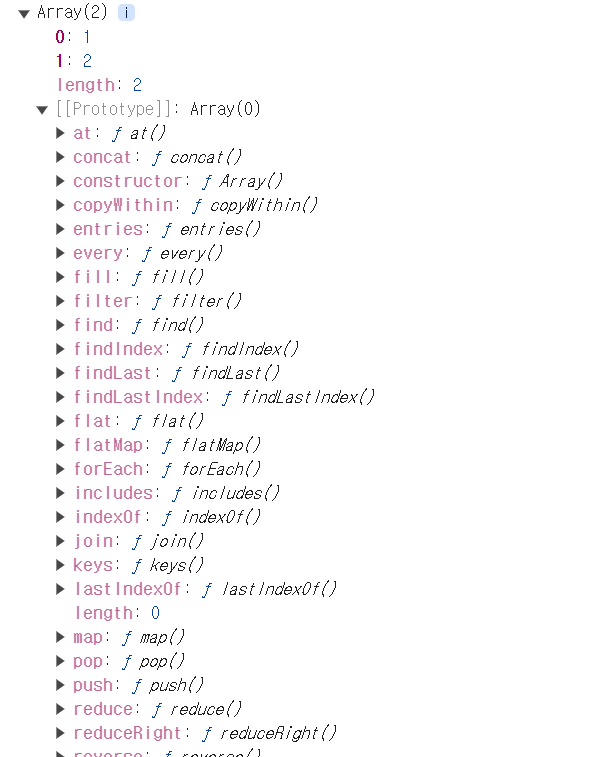 Array(2) i
0: 1
1: 2
length: 2
[[Prototype]]: Array(0)
at: ƒ at()
concat: ƒ concat()
constructor: ƒ Array()
copyWithin: ƒ copyWithin()
entries: ƒ entries()
every: ƒ every()
fill: ƒ fill()
filter: ƒ filter()
find: ƒ find()
findIndex: ƒ findIndex()
findLast: ƒ findLast()
findLastIndex: ƒ findLastIndex()
flat: ƒ flat()
flatMap: ƒ flatMap()
forEach: ƒ forEach()
includes: ƒ includes()
indexOf: ƒ indexOf()
join: ƒ join()
keys: ƒ keys()
lastIndexOf: ƒ lastIndexOf()
length: 0
map: ƒ map()
pop: ƒ pop()
push: ƒ push()
reduce: ƒ reduce()
reduceRight: ƒ reduceRight()
reverse: ƒ reverse()